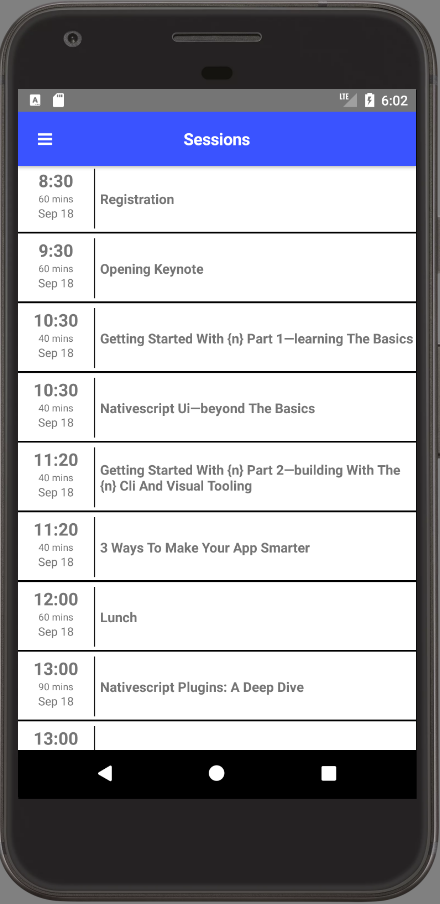 LTE 6:02
Sessions
8:30
60 mins
Sep 18
Registration
9:30
60 mins
Sep 18
Opening Keynote
10:30
40 mins
Sep 18
Getting Started With {n} Part 1—learning The Basics
10:30
40 mins
Sep 18
Nativescript Ui—beyond The Basics
11:20
40 mins
Sep 18
Getting Started With {n} Part 2—building With The
{n} Cli And Visual Tooling
11:20
40 mins
Sep 18
3 Ways To Make Your App Smarter
12:00
60 mins
Sep 18
Lunch
13:00
90 mins
Sep 18
Nativescript Plugins: A Deep Dive
13:00